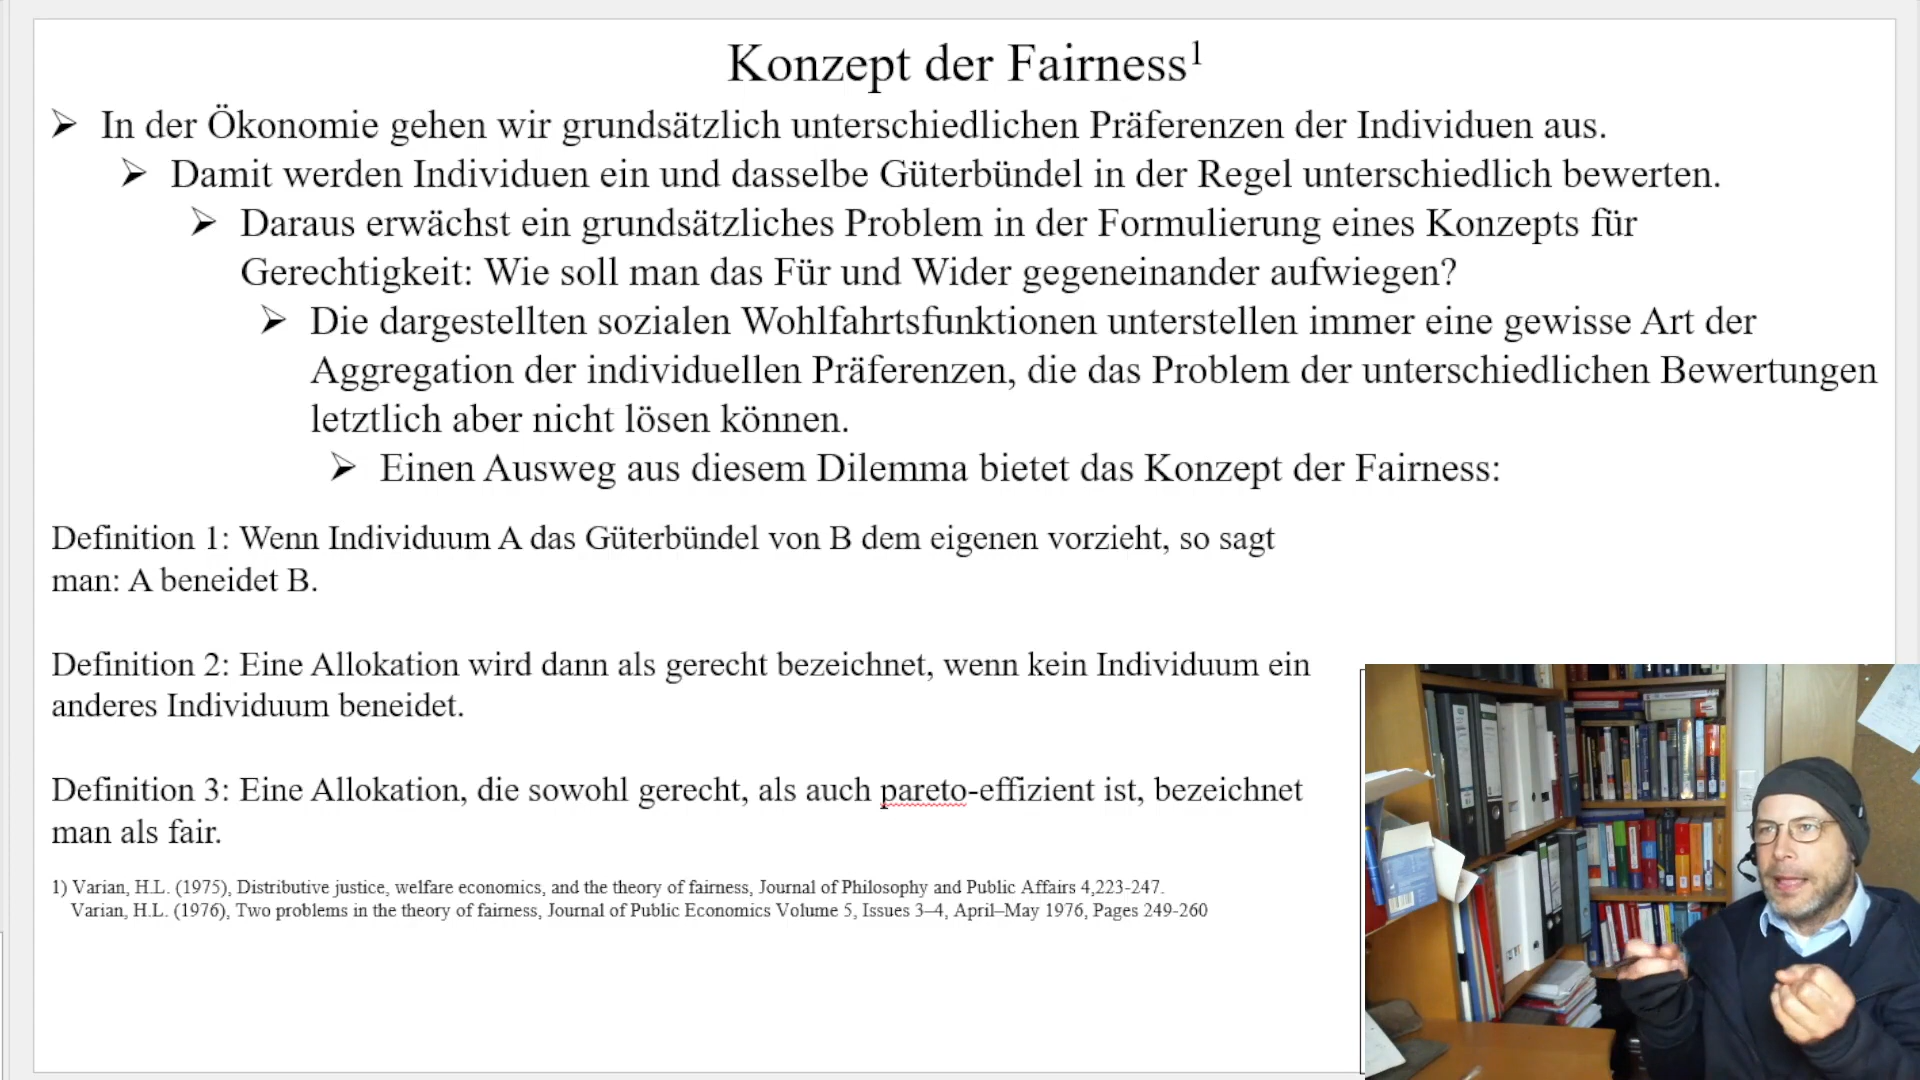 Konzept der Fairness¹
➢ In der Ökonomie gehen wir grundsätzlich unterschiedlichen Präferenzen der Individuen aus.
➢ Damit werden Individuen ein und dasselbe Güterbündel in der Regel unterschiedlich bewerten.
➢ Daraus erwächst ein grundsätzliches Problem in der Formulierung eines Konzepts für
Gerechtigkeit: Wie soll man das Für und Wider gegeneinander aufwiegen?
➢ Die dargestellten sozialen Wohlfahrtsfunktionen unterstellen immer eine gewisse Art der
Aggregation der individuellen Präferenzen, die das Problem der unterschiedlichen Bewertungen
letztlich aber nicht lösen können.
➢ Einen Ausweg aus diesem Dilemma bietet das Konzept der Fairness:
Definition 1: Wenn Individuum A das Güterbündel von B dem eigenen vorzieht, so sagt
man: A beneidet B.
Definition 2: Eine Allokation wird dann als gerecht bezeichnet, wenn kein Individuum ein
anderes Individuum beneidet.
Definition 3: Eine Allokation, die sowohl gerecht, als auch pareto-effizient ist, bezeichnet
man als fair.
1) Varian, H.L. (1975), Distributive justice, welfare economics, and the theory of fairness, Journal of Philosophy and Public Affairs 4,223-247.
Varian, H.L. (1976), Two problems in the theory of fairness, Journal of Public Economics Volume 5, Issues 3–4, April–May 1976, Pages 249-260